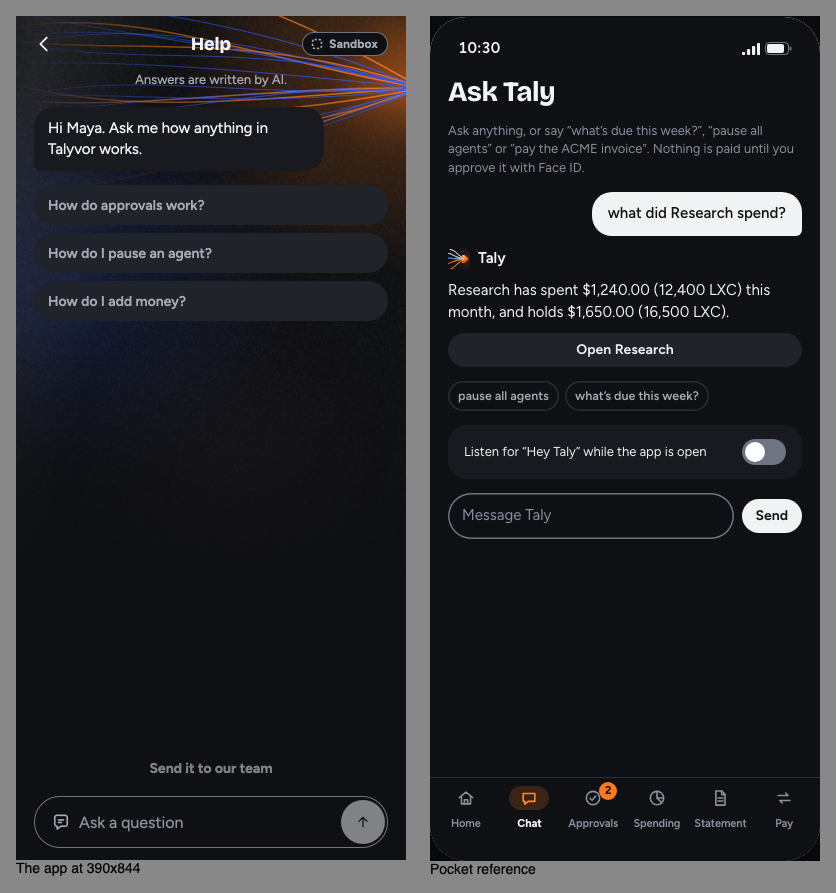 Help
Sandbox
Answers are written by AI.
Hi Maya. Ask me how anything in
Talyvor works.
How do approvals work?
How do I pause an agent?
How do I add money?
Send it to our team
Ask a question
The app at 390x844
10:30
Ask Taly
Ask anything, or say “what’s due this week?”, “pause all
agents” or “pay the ACME invoice”. Nothing is paid until you
approve it with Face ID.
what did Research spend?
Taly
Research has spent $1,240.00 (12,400 LXC) this
month, and holds $1,650.00 (16,500 LXC).
Open Research
pause all agents
what’s due this week?
Listen for “Hey Taly” while the app is open
Message Taly
Send
2
Home
Chat
Approvals
Spending
Statement
Pay
Pocket reference